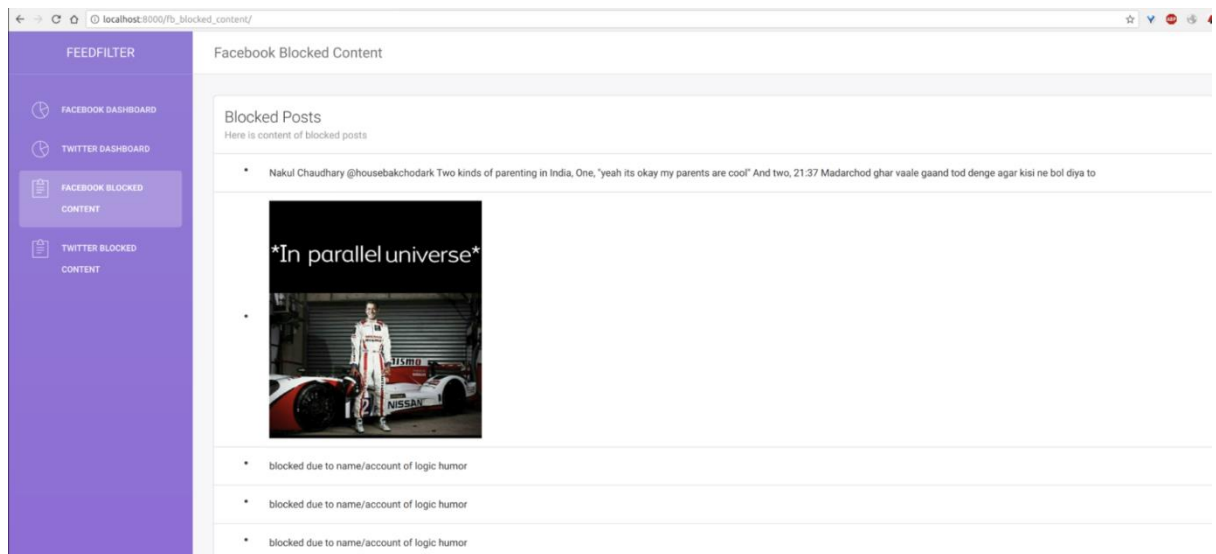 localhost:8000/fb_blocked_content/
FEEDFILTER
Facebook Blocked Content
FACEBOOK DASHBOARD
TWITTER DASHBOARD
FACEBOOK BLOCKED
CONTENT
TWITTER BLOCKED
CONTENT
Blocked Posts
Here is content of blocked posts
Nakul Chaudhary @housebakchodark Two kinds of parenting in India, One, "yeah its okay my parents are cool" And two, 21:37 Madarchod ghar vaale gaand tod denge agar kisi ne bol diya to
*In parallel universe*
NISMO
NISSAN
blocked due to name/account of logic humor
blocked due to name/account of logic humor
blocked due to name/account of logic humor